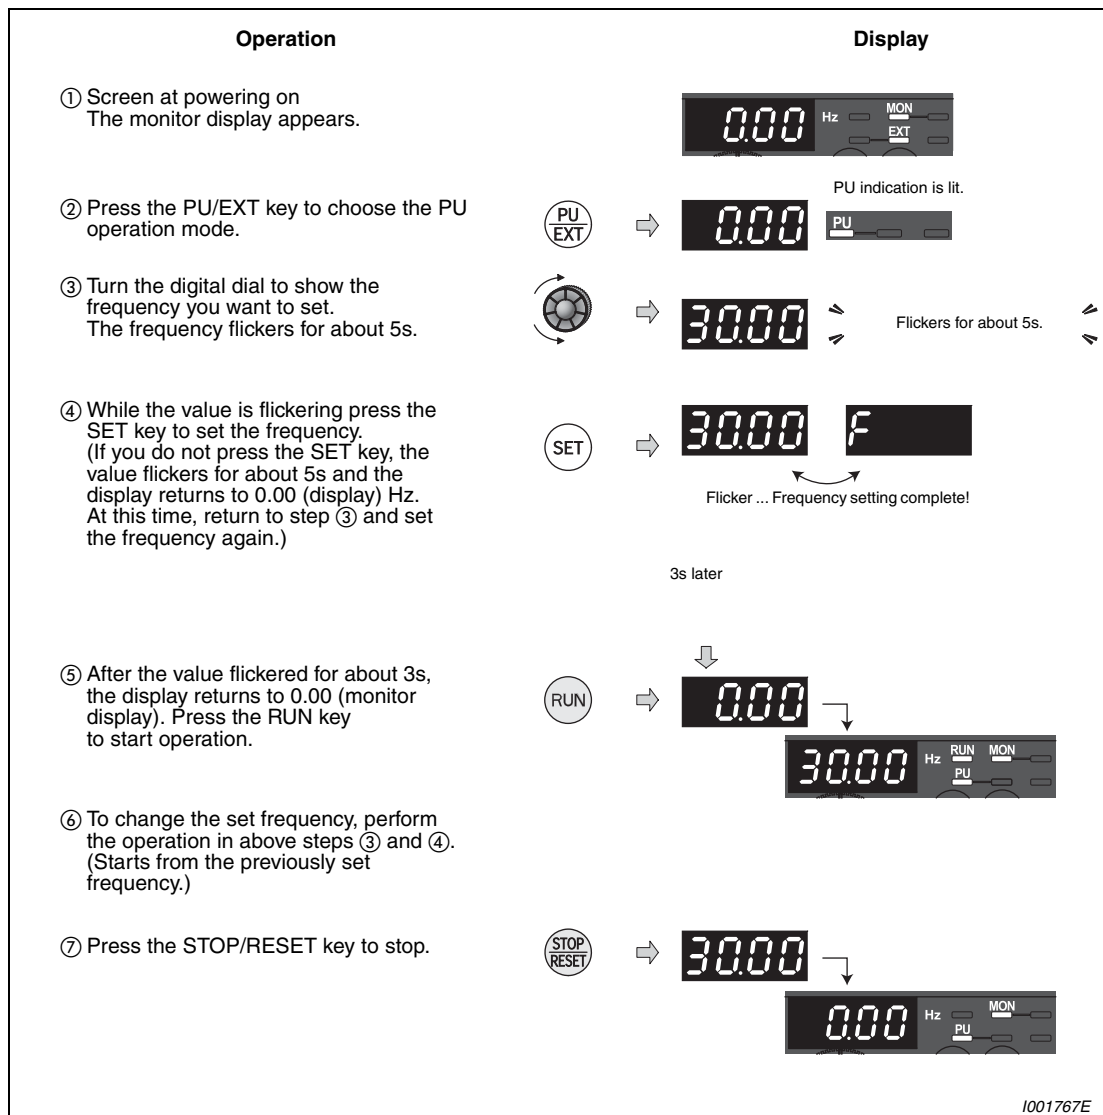 Operation
Display
① Screen at powering on
The monitor display appears.
0.00 Hz MON
EXT
PU indication is lit.
② Press the PU/EXT key to choose the PU
operation mode.
PU
EXT
0.00
PU
③ Turn the digital dial to show the
frequency you want to set.
The frequency flickers for about 5s.
30.00
Flickers for about 5s.
④ While the value is flickering press the
SET key to set the frequency.
(If you do not press the SET key, the
value flickers for about 5s and the
display returns to 0.00 (display) Hz.
At this time, return to step ③ and set
the frequency again.)
SET
30.00 F
Flicker ... Frequency setting complete!
3s later
⑤ After the value flickered for about 3s,
the display returns to 0.00 (monitor
display). Press the RUN key
to start operation.
RUN
0.00
30.00 Hz RUN MON
PU
⑥ To change the set frequency, perform
the operation in above steps ③ and ④.
(Starts from the previously set
frequency.)
⑦ Press the STOP/RESET key to stop.
STOP
RESET
30.00
0.00 Hz MON
PU
I001767E